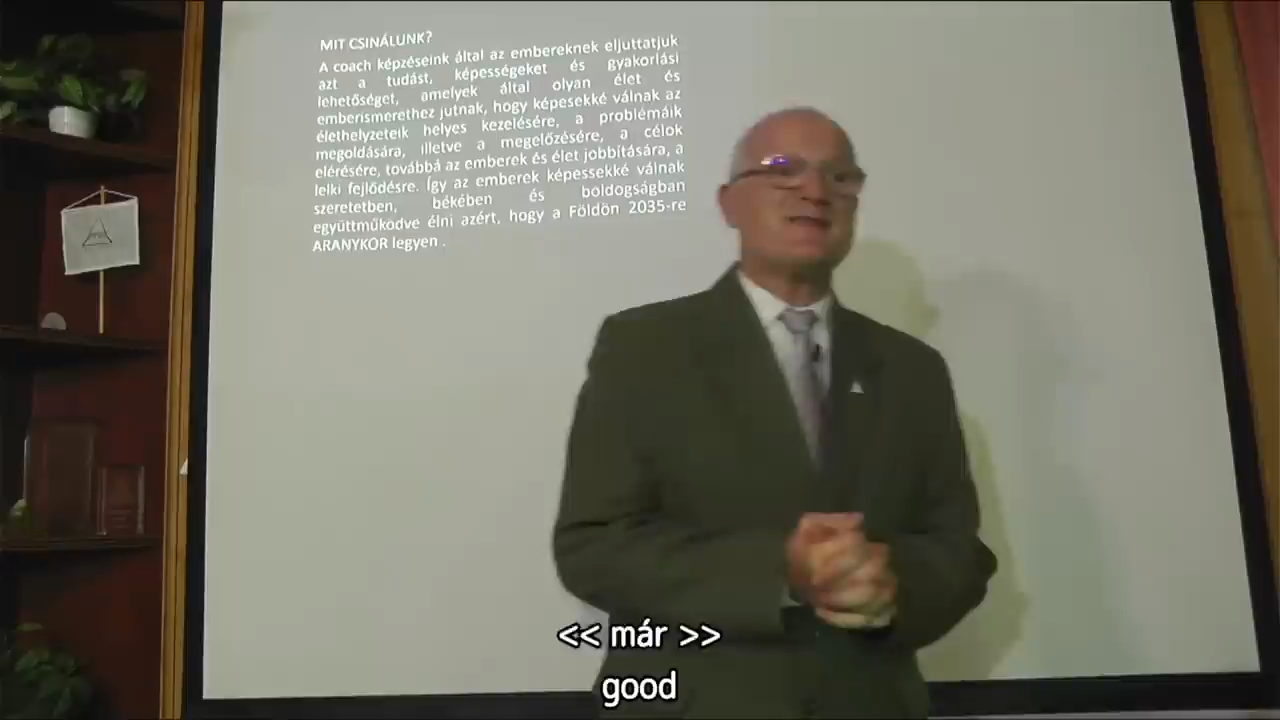 MIT CSINÁLUNK?
A coach képzéseink által az embereknek eljuttatjuk
azt a tudást, képességeket és gyakorlási
lehetőséget, amelyek által olyan élet és
emberismerethez jutnak, hogy képesekké válnak az
élethelyzeteik helyes kezelésére, a problémáik
megoldására, illetve a megelőzésére, a célok
elérésére, továbbá az emberek és élet jobbítására, a
lelki fejlődésre. Így az emberek képessekké válnak
szeretetben, békében és boldogságban
együttműködve élni azért, hogy a Földön 2035-re
ARANYKOR legyen .
<< már >>
good